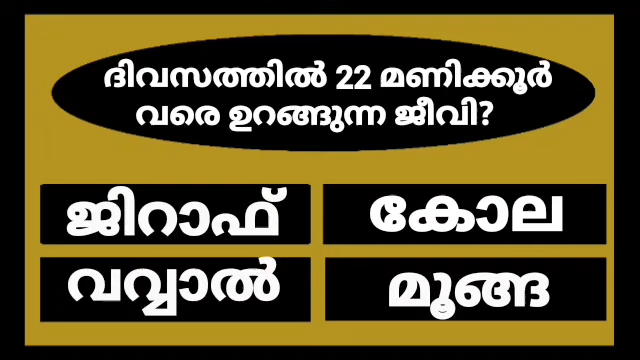 ദിവസത്തിൽ 22 മണിക്കൂർ
വരെ ഉറങ്ങുന്ന ജീവി?
ജിറാഫ് കോല
വവ്വാൽ മൂങ്ങ